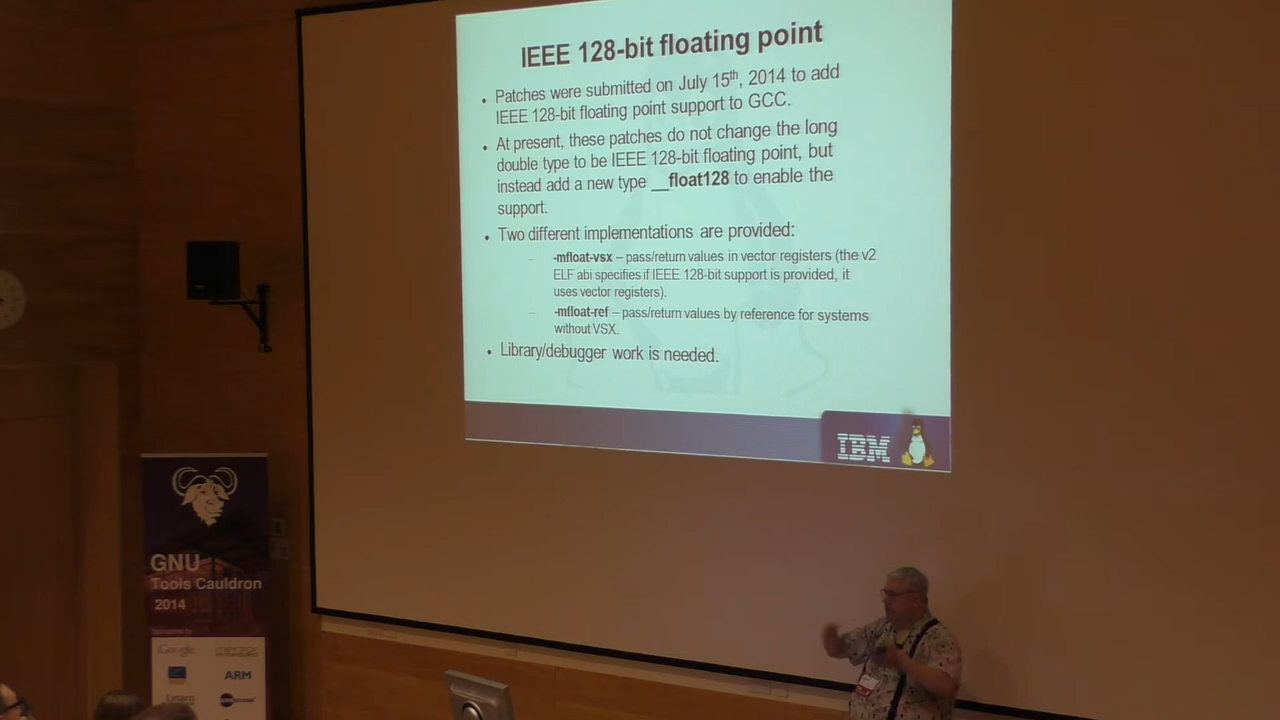 IEEE 128-bit floating point
• Patches were submitted on July 15th, 2014 to add
IEEE 128-bit floating point support to GCC.
• At present, these patches do not change the long
double type to be IEEE 128-bit floating point, but
instead add a new type __float128 to enable the
support.
• Two different implementations are provided:
– -mfloat-vsx – pass/return values in vector registers (the v2
ELF abi specifies if IEEE 128-bit support is provided, it
uses vector registers).
– -mfloat-ref – pass/return values by reference for systems
without VSX.
• Library/debugger work is needed.
IBM
GNU
Tools Cauldron
2014
Sponsored by
Google
ARM
Linaro